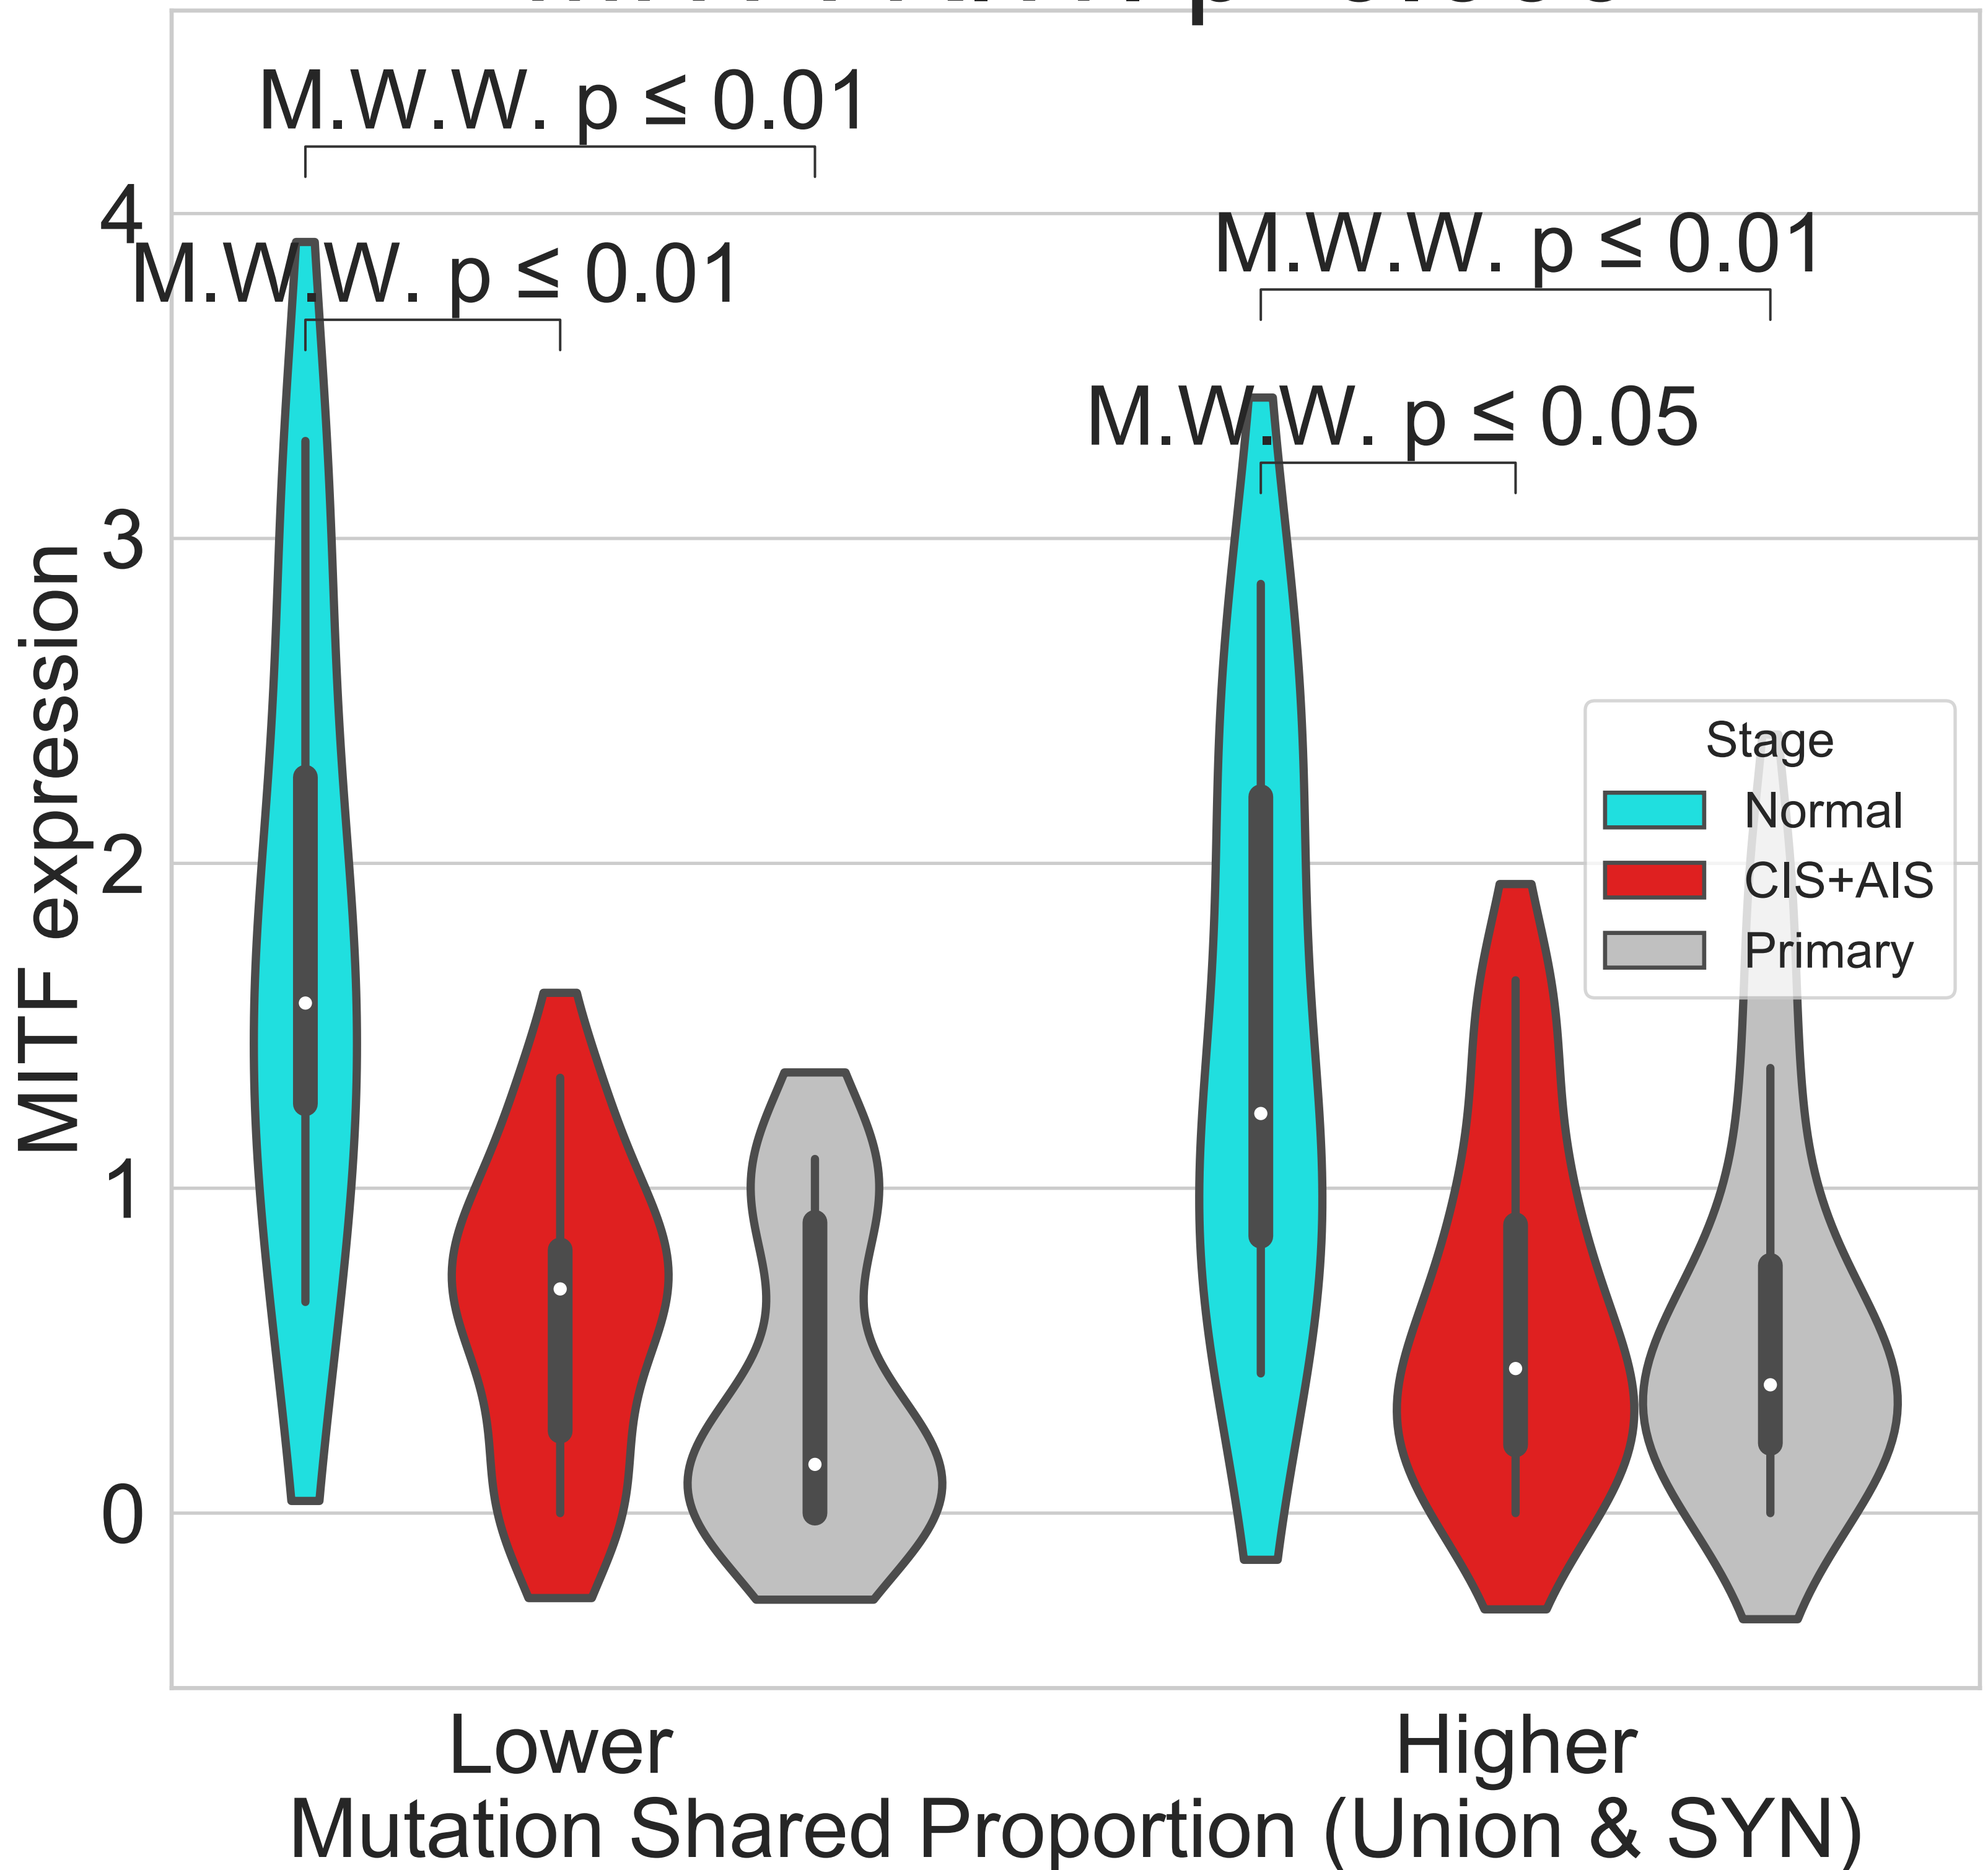 M.W.W. p ≤ 0.01
4
M.W.W. p ≤ 0.01
M.W.W. p ≤ 0.01
M.W.W. p ≤ 0.05
3
2
1
0
MITF expression
Stage
Normal
CIS+AIS
Primary
Lower
Higher
Mutation Shared Proportion (Union & SYN)